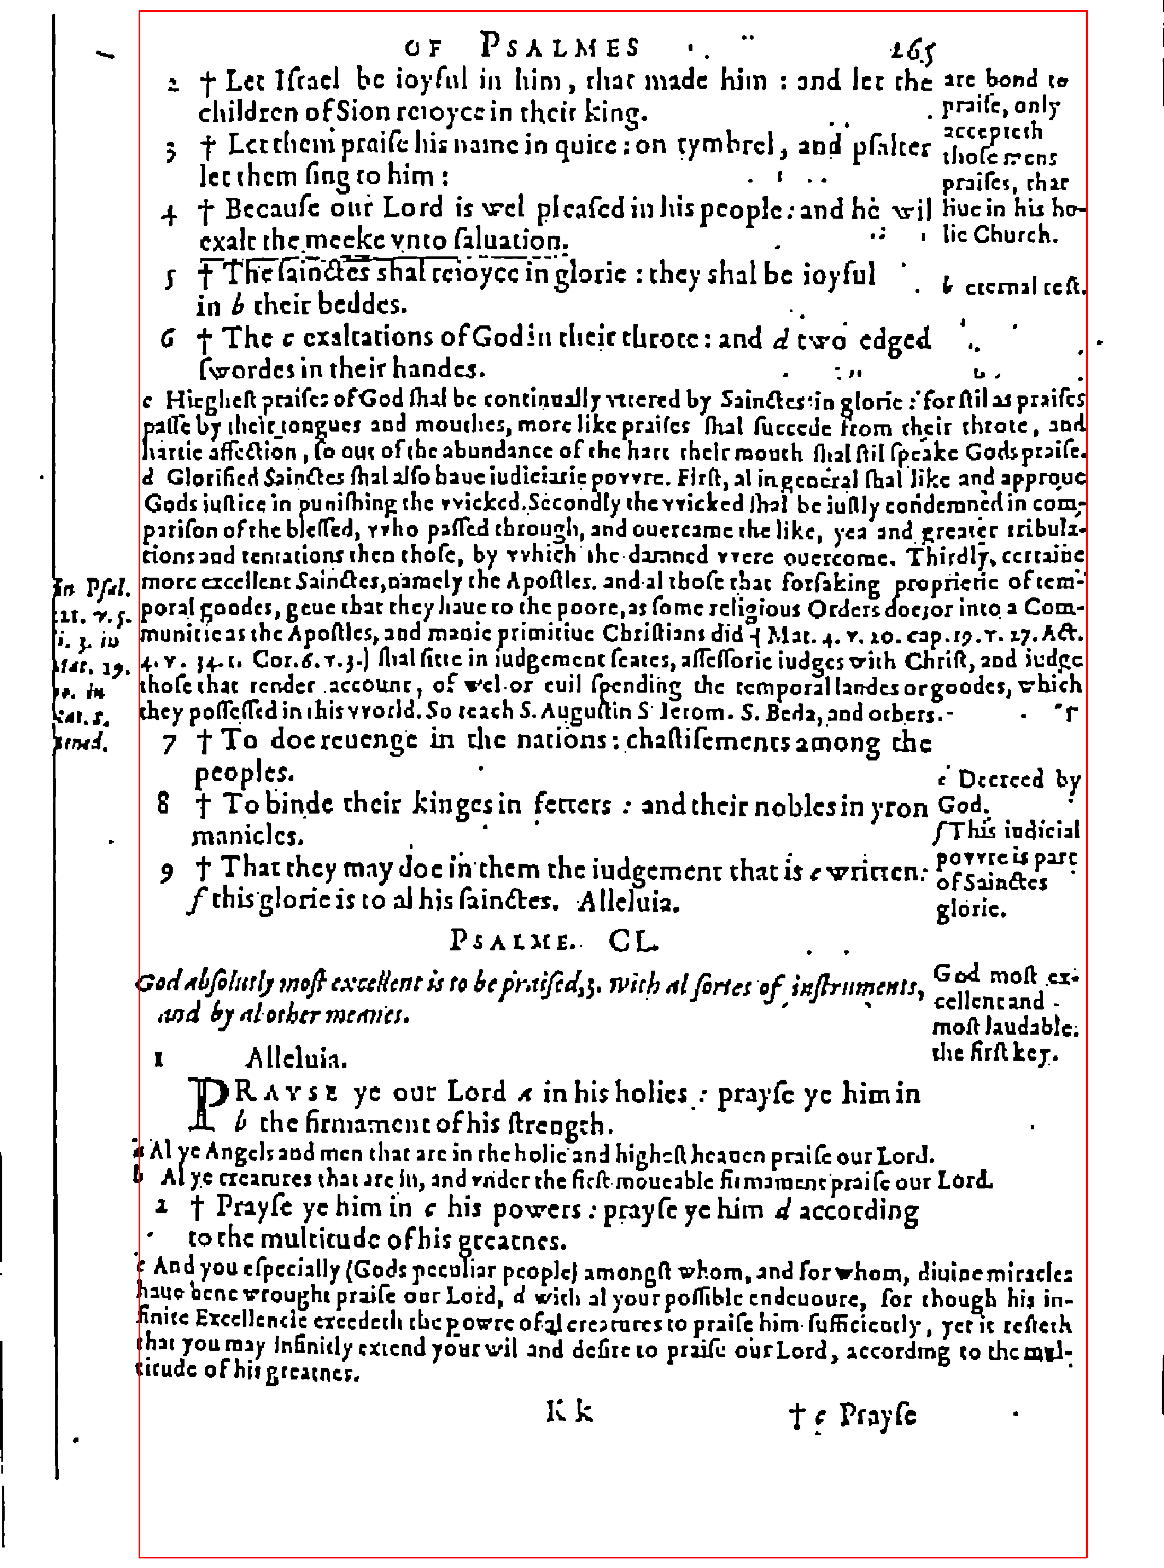 OF PSALMES 265
2 † Let Iſrael be ioyful in him, that made him : and let the
children of Sion reioyce in their king.
3 † Let them praiſe his name in quire : on tymbrel, and pſalter
let them ſing to him :
4 † Becauſe our Lord is wel pleaſed in his people : and he wil
exalt the meeke vnto ſaluation.
5 † The ſainctes shal reioyce in glorie : they shal be ioyful
in b their beddes.
6 † The c exaltations of God in their throte : and d two edged
ſwordes in their handes.
are bond to
praiſe, only
accepteth
thoſe mens
praiſes, that
liue in his ho-
lie Church.
b eternal reſt.
c Higheſt praiſes of God ſhal be continually vttered by Sainctes in glorie : for ſtil as praiſes
paſſe by their tongues and mouthes, more like praiſes ſhal ſuccede from their throte, and
hartie affection, ſo out of the abundance of the hart their mouth ſhal ſtil ſpeake Gods praiſe.
d Glorified Sainctes ſhal alſo haue iudiciarie povvre. Firſt, al in general ſhal like and approue
Gods iuſtice in puniſhing the vvicked. Secondly the vvicked ſhal be iuſtly condemned in com-
pariſon of the bleſſed, vvho paſſed through, and ouercame the like, yea and greater tribula-
tions and tentations then thoſe, by vvhich the damned vvere ouercome. Thirdly, certaine
more excellent Sainctes, namely the Apoſtles. and al thoſe that forſaking proprietie of tem-
poral goodes, geue that they haue to the poore, as ſome religious Orders doe, or into a Com-
munitie as the Apoſtles, and manie primitiue Chriſtians did ( Mat. 4. v. 20. cap. 19. v. 27. Act.
4. v. 34. 1. Cor. 6. v. 3.) ſhal ſitte in iudgement ſeates, aſſeſſorie iudges with Chriſt, and iudge
thoſe that render account, of wel or euil ſpending the temporal landes or goodes, which
they poſſeſſed in this vvorld. So teach S. Auguſtin S. Ierom. S. Beda, and others.
In Pſal.
121. v. 5.
li. 3. in
Mat. 19.
in
7 † To doe reuenge in the nations : chaſtiſements among the
peoples.
8 † To binde their kinges in fetters : and their nobles in yron
manicles.
9 † That they may doe in them the iudgement that is e written :
f this glorie is to al his ſainctes. Alleluia.
e Decreed by
God.
f This iudicial
povvre is part
of Sainctes
glorie.
PSALME. CL.
God abſolutly moſt excellent is to be praiſed, 3. with al ſortes of inſtruments,
and by al other meanes.
God moſt ex-
cellent and
moſt laudable:
the firſt key.
1 Alleluia.
PRAYSE ye our Lord a in his holies : prayſe ye him in
b the firmament of his ſtrength.
a Al ye Angels and men that are in the holie and higheſt heauen praiſe our Lord.
b Al ye creatures that are in, and vnder the firſt moueable firmament praiſe our Lord.
2 † Prayſe ye him in c his powers : prayſe ye him d according
to the multitude of his greatnes.
c And you eſpecially (Gods peculiar people) amongſt whom, and for whom, diuine miracles
haue bene wrought praiſe our Lord, d with al your poſſible endeuoure, for though his in-
finite Excellencie exceedeth the powre of al creatures to praiſe him ſufficiently, yet it reſteth
that you may infinitly extend your wil and deſire to praiſe our Lord, according to the mul-
titude of his greatnes.
K k † e Prayſe